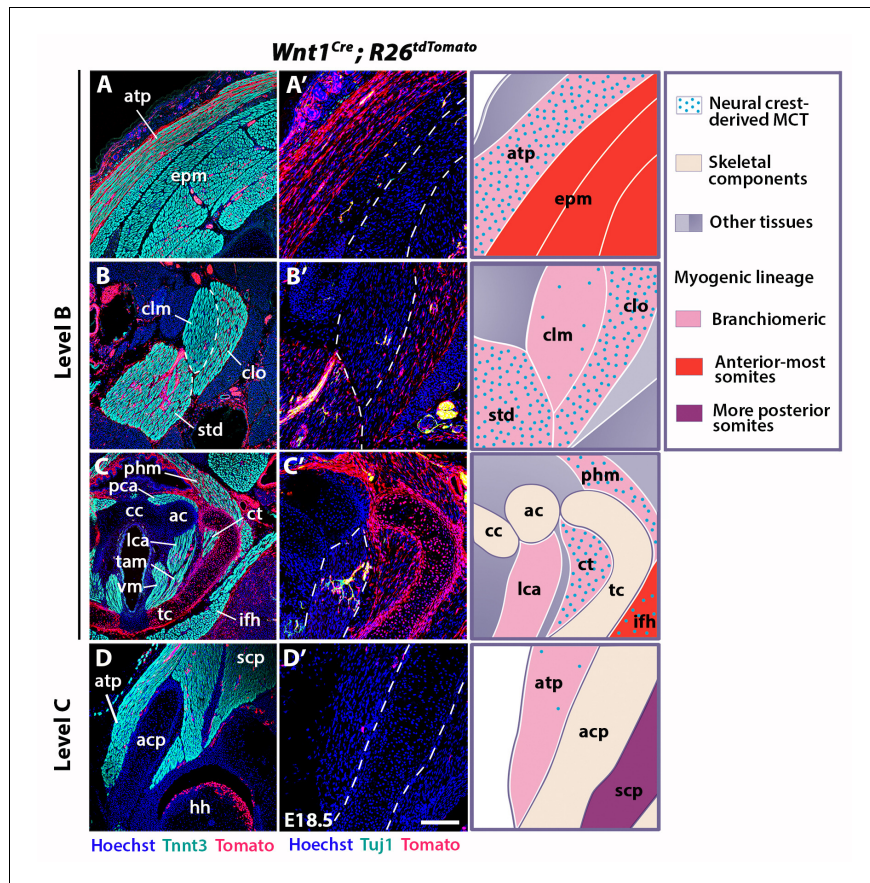 Wnt1Cre; R26tdTomato
Level B
A
atp
epm
A′
atp
epm
B
clm
clo
std
B′
clm
clo
std
C
phm
pca
cc
ac
ct
lca
tam
vm
tc
ifh
C′
phm
ac
cc
ct
lca
tc
ifh
Level C
D
scp
atp
acp
hh
D′
E18.5
atp
acp
scp
Hoechst Tnnt3 Tomato
Hoechst Tuj1 Tomato
Neural crest-
derived MCT
Skeletal
components
Other tissues
Myogenic lineage
Branchiomeric
Anterior-most
somites
More posterior
somites